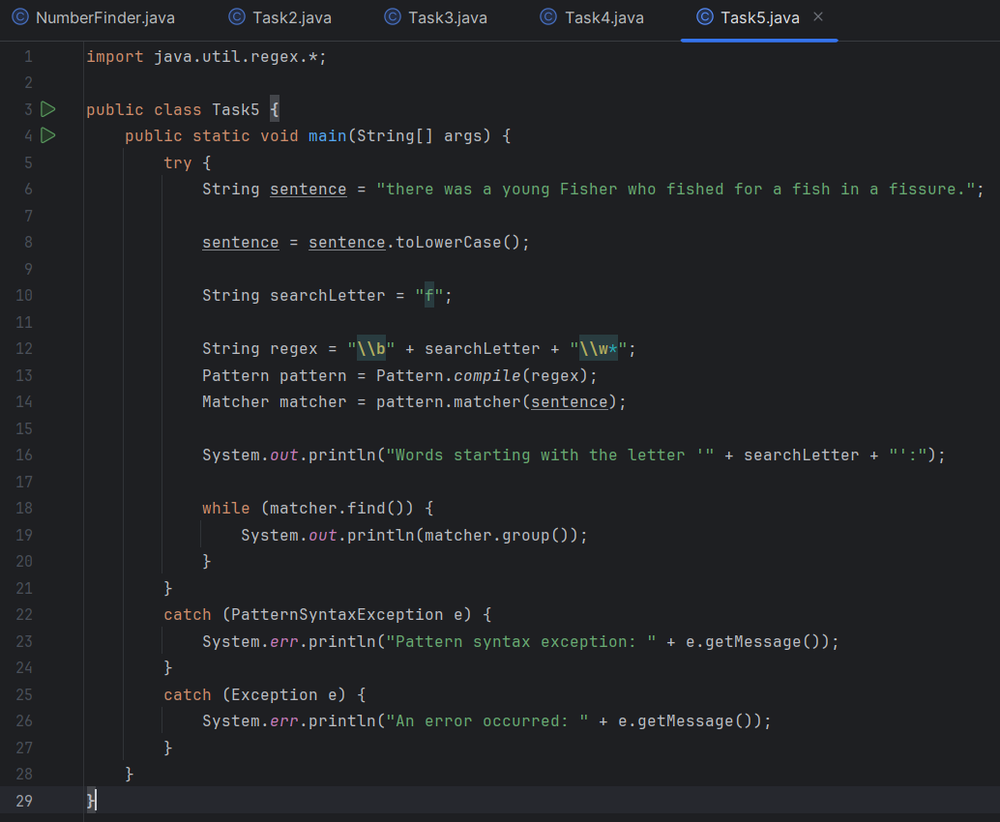 NumberFinder.java Task2.java Task3.java Task4.java Task5.java
1 import java.util.regex.*;
2
3 public class Task5 {
4     public static void main(String[] args) {
5         try {
6             String sentence = "there was a young Fisher who fished for a fish in a fissure.";
7
8             sentence = sentence.toLowerCase();
9
10             String searchLetter = "f";
11
12             String regex = "\\b" + searchLetter + "\\w*";
13             Pattern pattern = Pattern.compile(regex);
14             Matcher matcher = pattern.matcher(sentence);
15
16             System.out.println("Words starting with the letter '" + searchLetter + "':");
17
18             while (matcher.find()) {
19                 System.out.println(matcher.group());
20             }
21         }
22         catch (PatternSyntaxException e) {
23             System.err.println("Pattern syntax exception: " + e.getMessage());
24         }
25         catch (Exception e) {
26             System.err.println("An error occurred: " + e.getMessage());
27         }
28     }
29 }